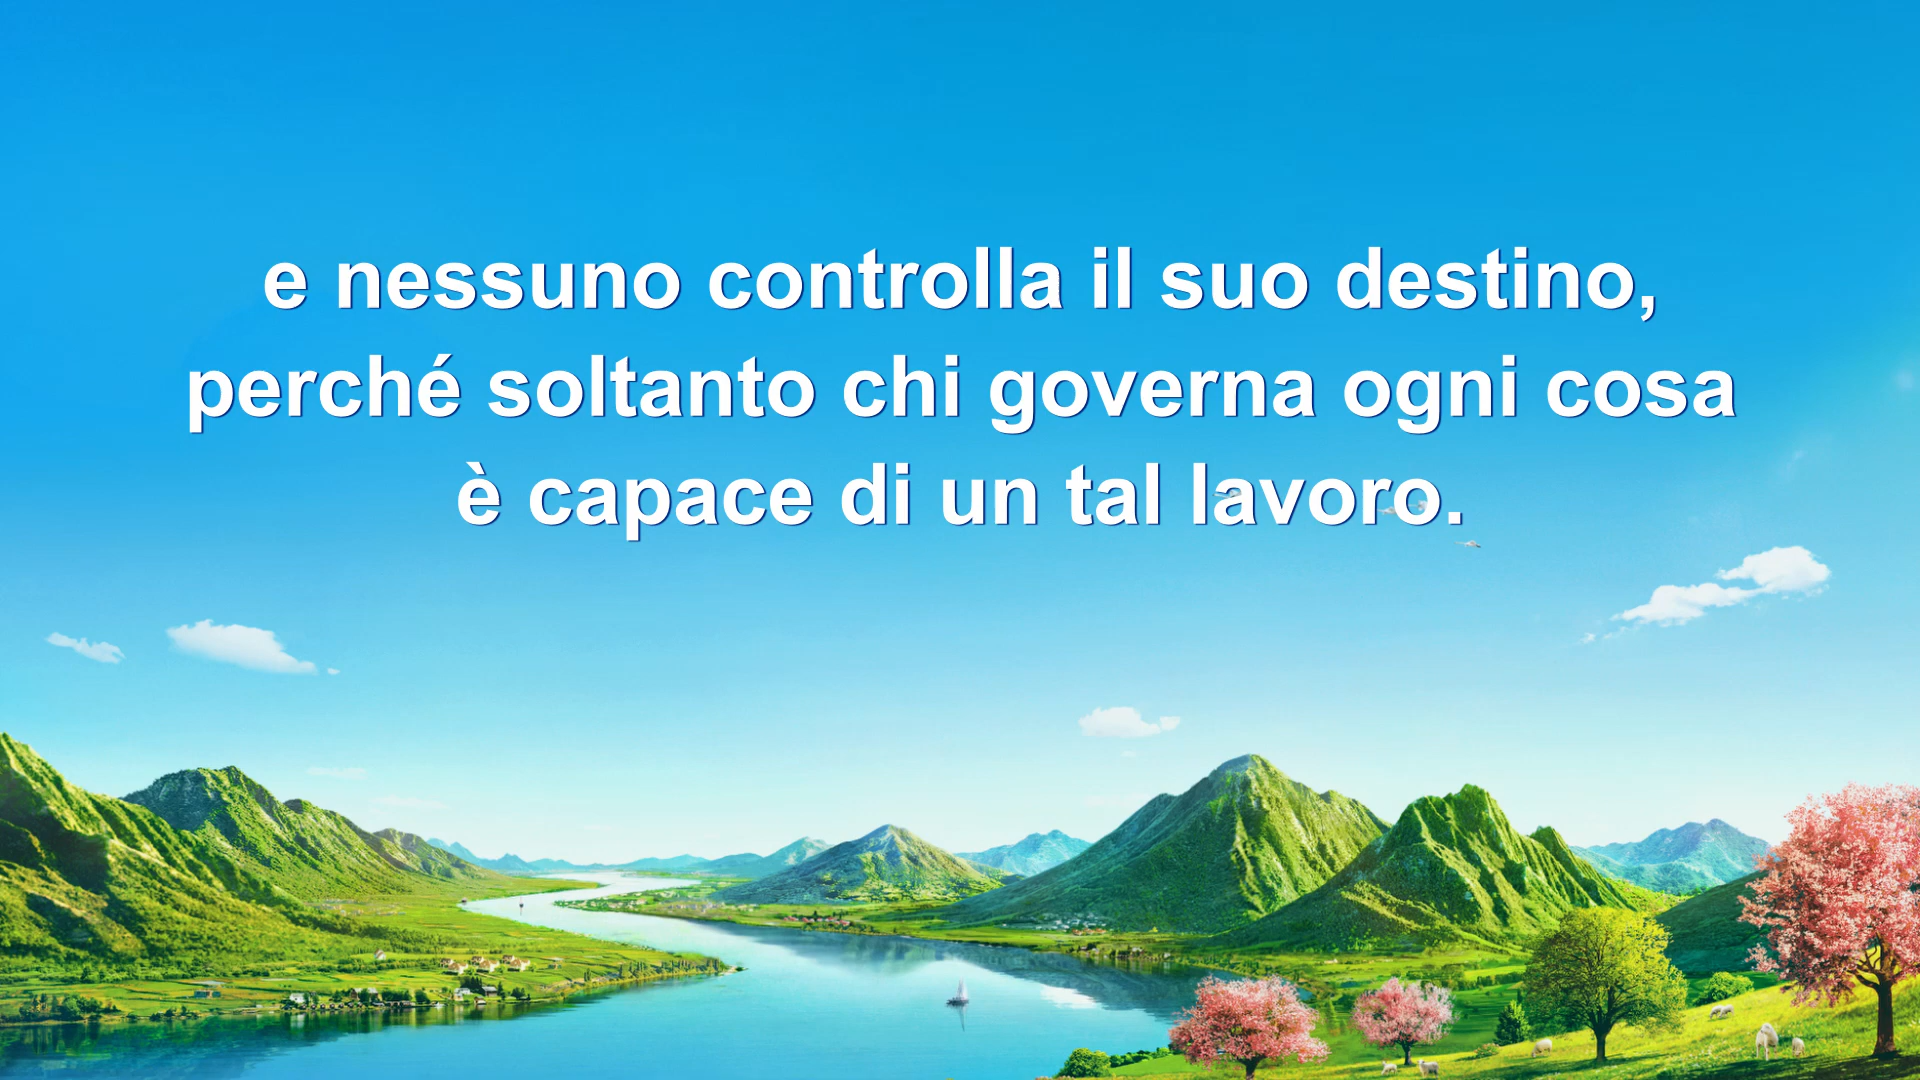 e nessuno controlla il suo destino,
perché soltanto chi governa ogni cosa
è capace di un tal lavoro.